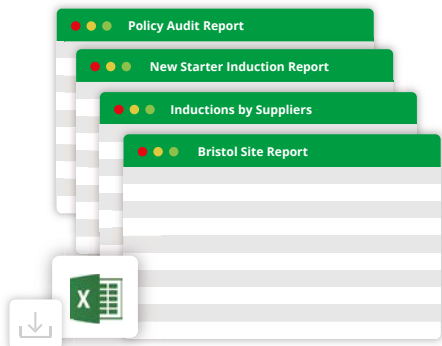 Policy Audit Report
New Starter Induction Report
Inductions by Suppliers
Bristol Site Report
X